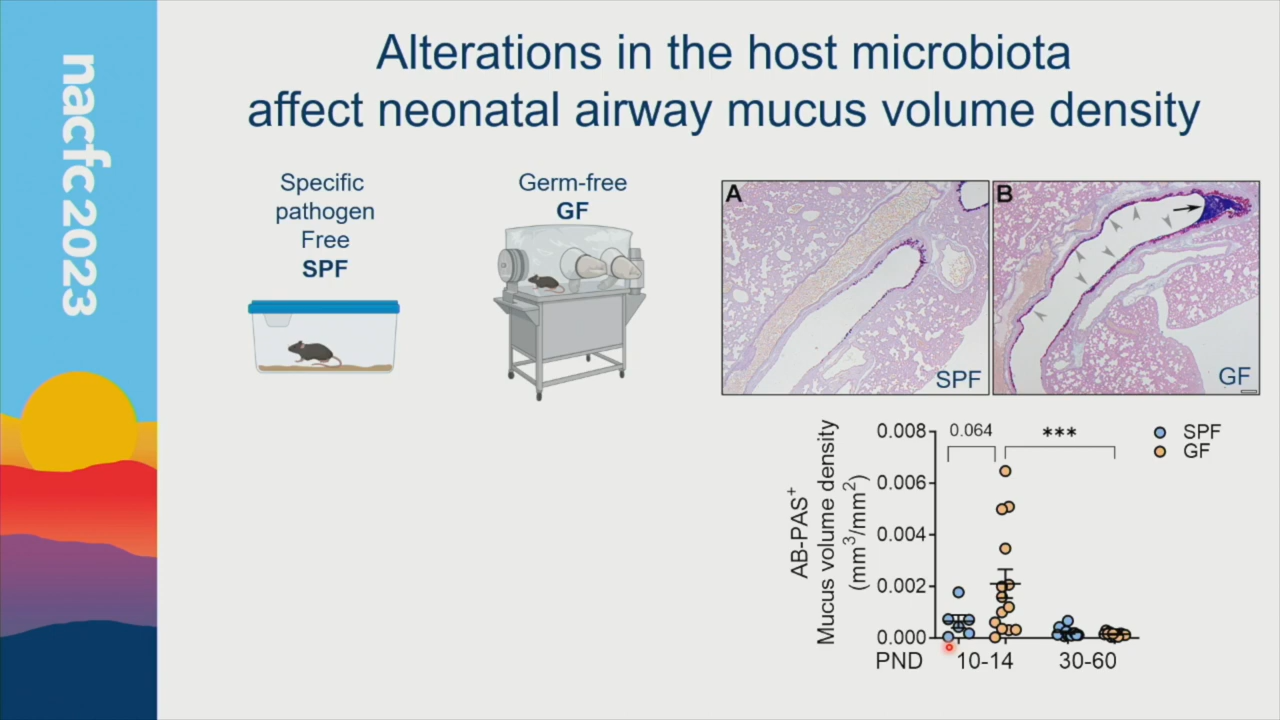 nacfc2023
Alterations in the host microbiota
affect neonatal airway mucus volume density
Specific
pathogen
Free
SPF
Germ-free
GF
A
SPF
B
GF
AB-PAS+
Mucus volume density
(mm3/mm2)
0.008
0.006
0.004
0.002
0.000
0.064
***
SPF
GF
PND
10-14
30-60